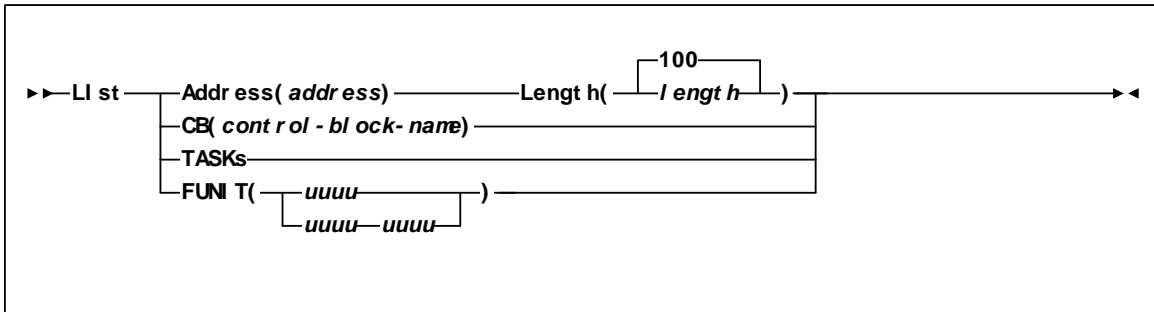 100
►►LIst Address(address) Length( length ) ►◄
CB(control-block-name)
TASKs
FUNIT( uuuu )
uuuu uuuu